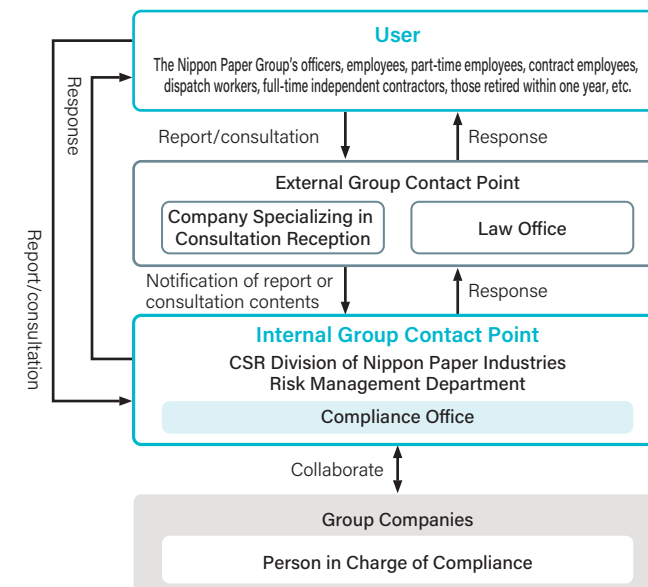 User
The Nippon Paper Group's officers, employees, part-time employees, contract employees,
dispatch workers, full-time independent contractors, those retired within one year, etc.
Response
Report/consultation
Report/consultation
Response
External Group Contact Point
Company Specializing in
Consultation Reception
Law Office
Notification of report or
consultation contents
Response
Internal Group Contact Point
CSR Division of Nippon Paper Industries
Risk Management Department
Compliance Office
Collaborate
Group Companies
Person in Charge of Compliance